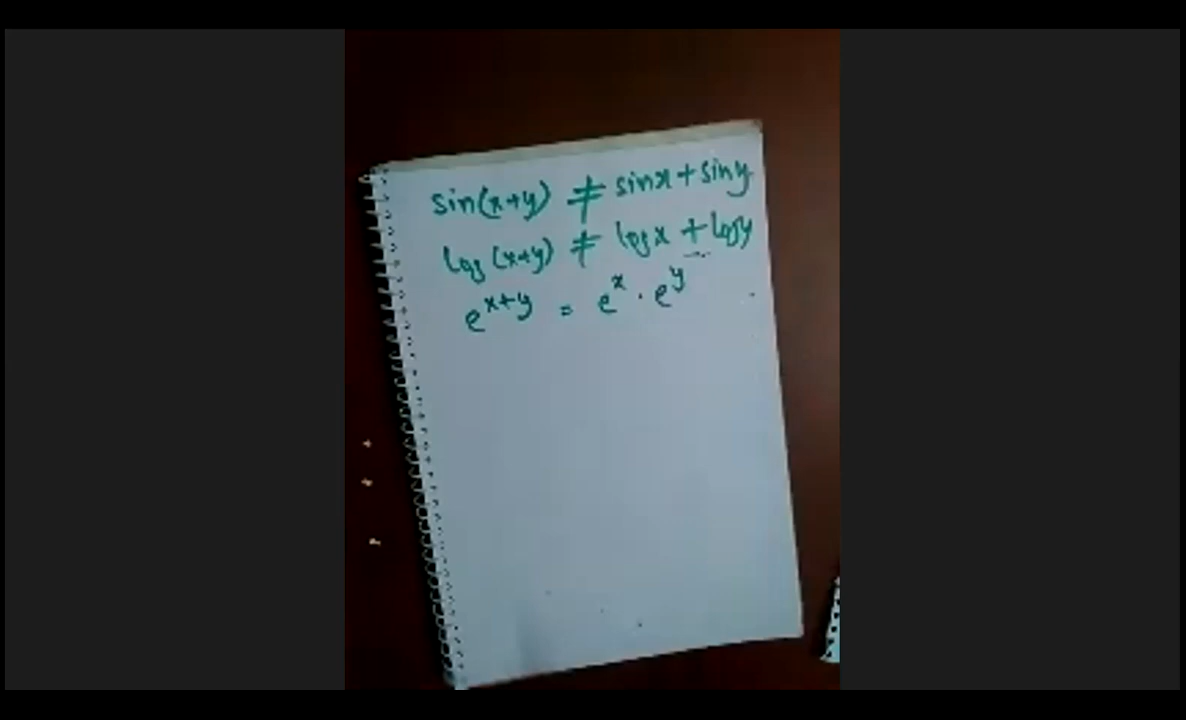 sin(x+y) ≠ sinx + siny
log(x+y) ≠ logx + logy
e^{x+y} = e^x · e^y